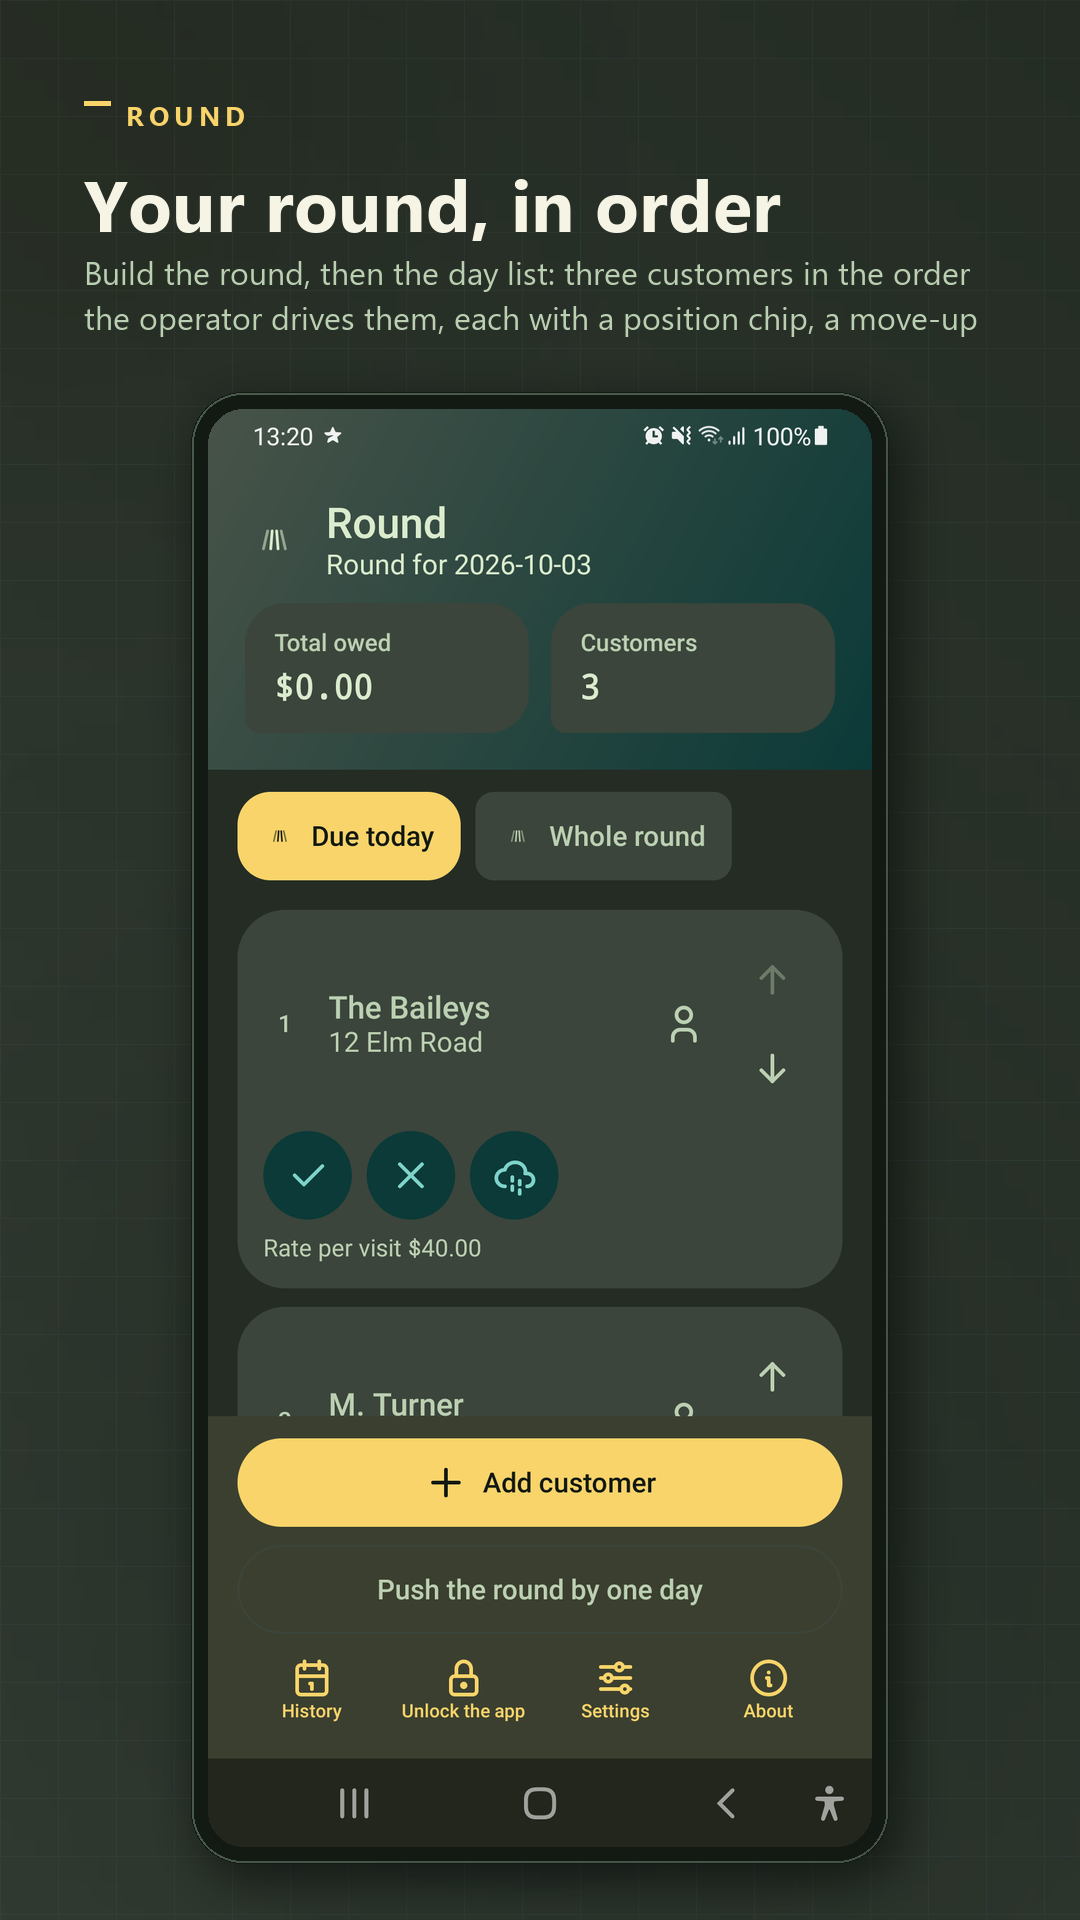 ROUND
Your round, in order
Build the round, then the day list: three customers in the order
the operator drives them, each with a position chip, a move-up
13:20
100%
Round
Round for 2026-10-03
Total owed
$0.00
Customers
3
Due today
Whole round
1
The Baileys
12 Elm Road
Rate per visit $40.00
M. Turner
Add customer
Push the round by one day
History
Unlock the app
Settings
About